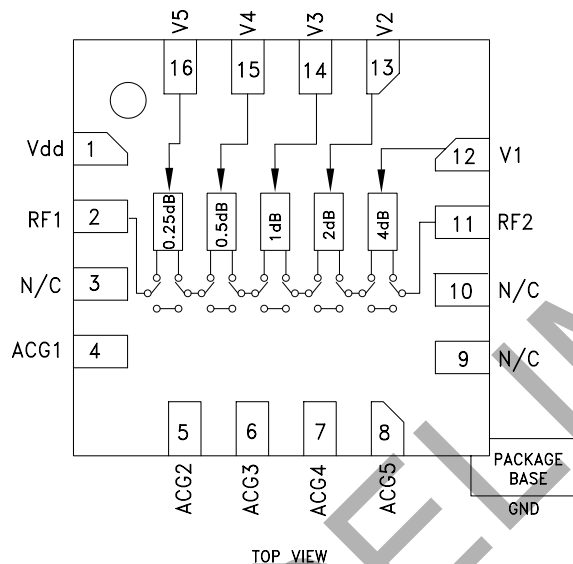 V5 V4 V3 V2
16 15 14 13
Vdd 1
12 V1
0.25dB 0.5dB 1dB 2dB 4dB
RF1 2
11 RF2
N/C 3
10 N/C
ACG1 4
9 N/C
5 6 7 8
ACG2 ACG3 ACG4 ACG5
PACKAGE
BASE
GND
TOP VIEW